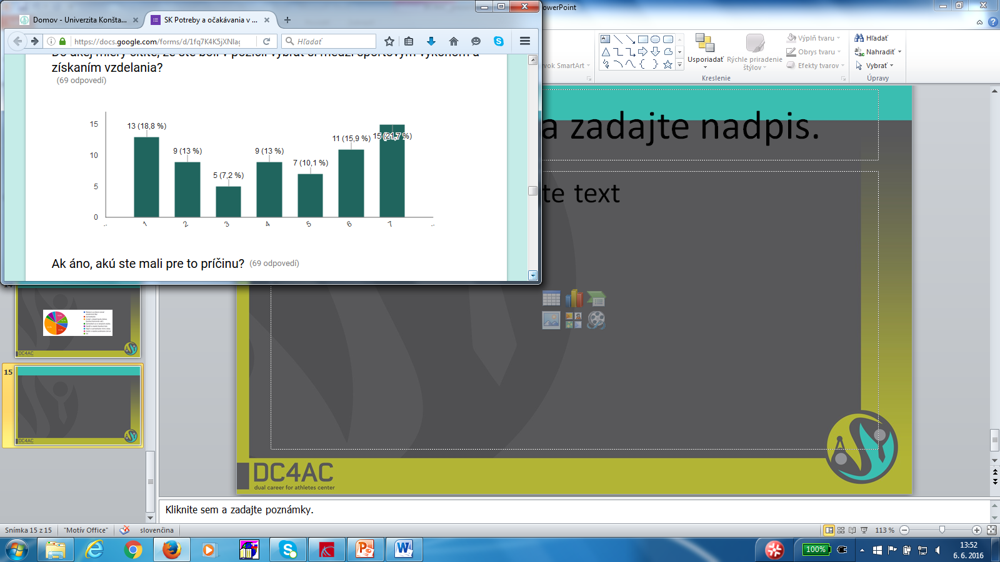 Domov - Univerzita Konšta...
SK Potreby a očakávania v ...
https://docs.google.com/forms/d/1fq7K4K5jXNIag
Hľadať
získaním vzdelania?
(69 odpovedí)
15
10
5
0
13 (18,8 %)
9 (13 %)
5 (7,2 %)
9 (13 %)
7 (10,1 %)
11 (15,9 %)
15 (21,7 %)
1
2
3
4
5
6
7
Ak áno, akú ste mali pre to príčinu? (69 odpovedí)
owerPoint
rvok SmartArt
Usporiadať
Rýchle priradenie
štýlov
Výplň tvaru
Obrys tvaru
Efekty tvarov
Kreslenie
Hľadať
Nahradiť
Vybrať
Úpravy
a zadajte nadpis.
te text
DC4AC
dual career for athletes center
14
DC4AC
15
DC4AC
Kliknite sem a zadajte poznámky.
Snímka 15 z 15
"Motív Office"
slovenčina
113 %
100%
13:52
6. 6. 2016